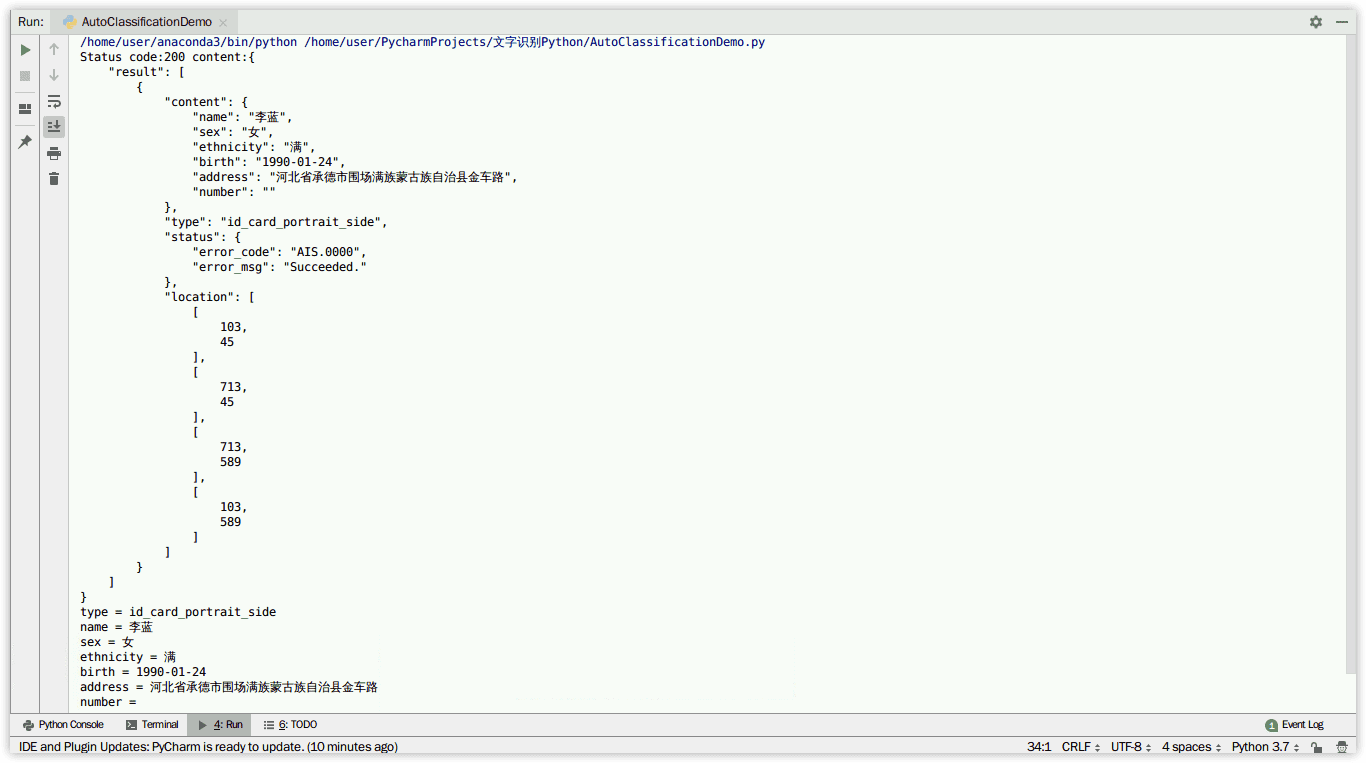 Run: AutoClassificationDemo
/home/user/anaconda3/bin/python /home/user/PycharmProjects/文字识别Python/AutoClassificationDemo.py
Status code:200 content:{
    "result": [
        {
            "content": {
                "name": "李蓝",
                "sex": "女",
                "ethnicity": "满",
                "birth": "1990-01-24",
                "address": "河北省承德市围场满族蒙古族自治县金车路",
                "number": ""
            },
            "type": "id_card_portrait_side",
            "status": {
                "error_code": "AIS.0000",
                "error_msg": "Succeeded."
            },
            "location": [
                [
                    103,
                    45
                ],
                [
                    713,
                    45
                ],
                [
                    713,
                    589
                ],
                [
                    103,
                    589
                ]
            ]
        }
    ]
}
type = id_card_portrait_side
name = 李蓝
sex = 女
ethnicity = 满
birth = 1990-01-24
address = 河北省承德市围场满族蒙古族自治县金车路
number =
Python Console Terminal 4: Run 6: TODO 1 Event Log
IDE and Plugin Updates: PyCharm is ready to update. (10 minutes ago) 34:1 CRLF UTF-8 4 spaces Python 3.7